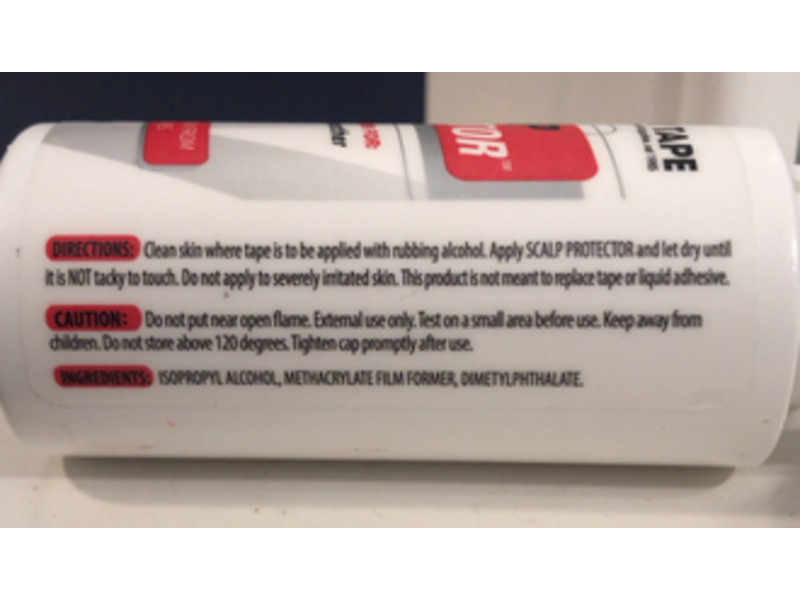 FROM
FOR
TOR
TM
TAPE
DIRECTIONS: Clean skin where tape is to be applied with rubbing alcohol. Apply SCALP PROTECTOR and let dry until
it is NOT tacky to touch. Do not apply to severely irritated skin. This product is not meant to replace tape or liquid adhesive.
CAUTION: Do not put near open flame. External use only. Test on a small area before use. Keep away from
children. Do not store above 120 degrees. Tighten cap promptly after use.
INGREDIENTS: ISOPROPYL ALCOHOL, METHACRYLATE FILM FORMER, DIMETYLPHTHALATE.